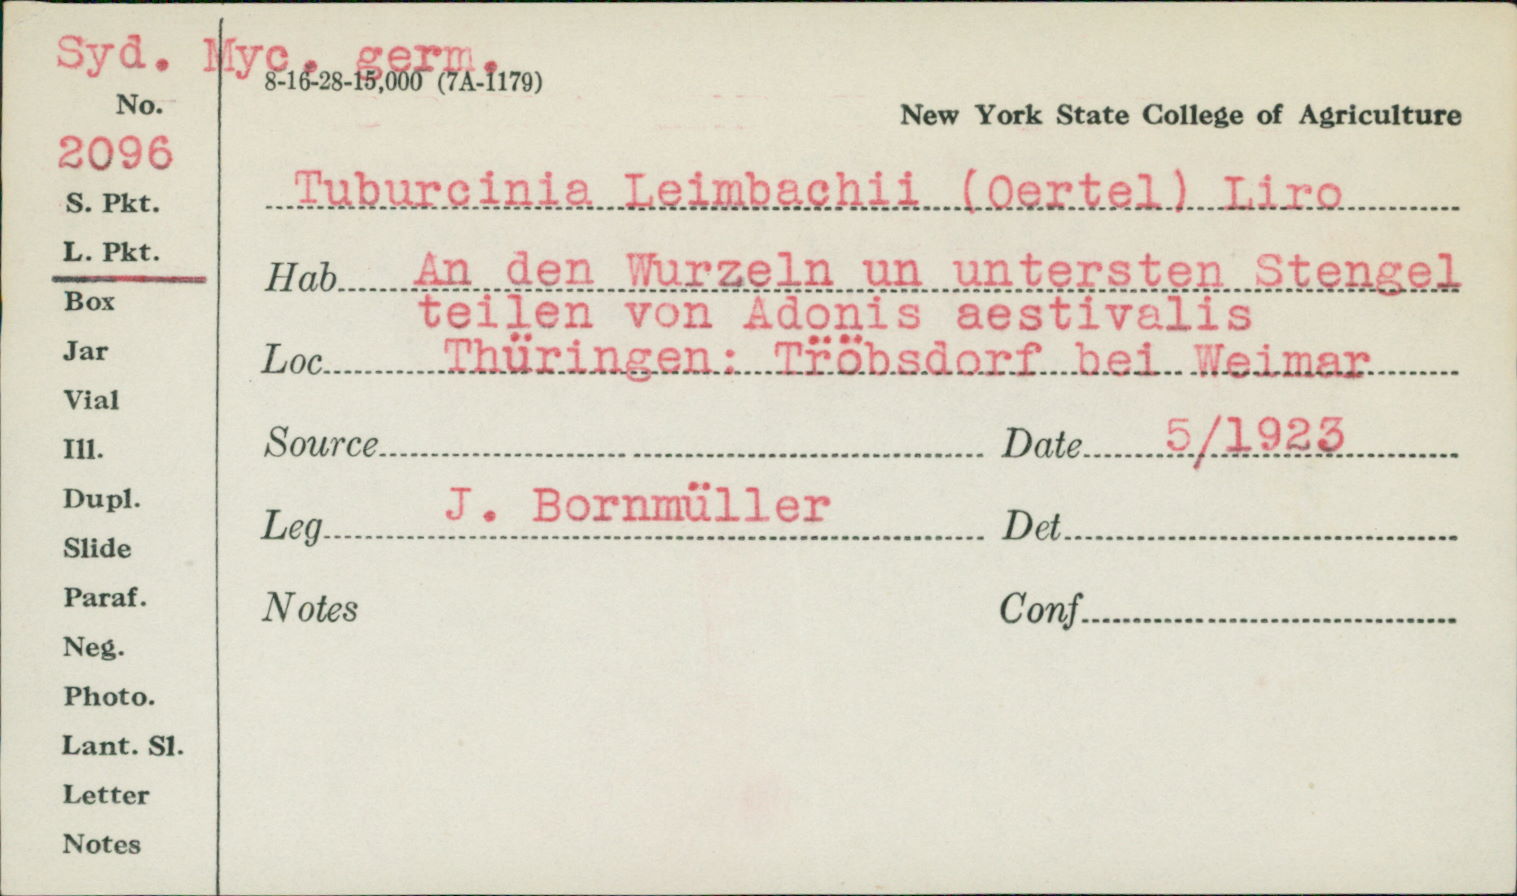 Syd. Myc. germ.
8-16-28-15,000 (7A-1179)
No.
New York State College of Agriculture
2096
Tuburcinia Leimbachii (Oertel) Liro
S. Pkt.
L. Pkt.
Hab An den Wurzeln un untersten Stengel
teilen von Adonis aestivalis
Box
Jar
Loc Thüringen: Tröbsdorf bei Weimar
Vial
Ill.
Source Date 5/1923
Dupl.
Leg J. Bornmüller Det
Slide
Paraf.
Notes Conf
Neg.
Photo.
Lant. Sl.
Letter
Notes